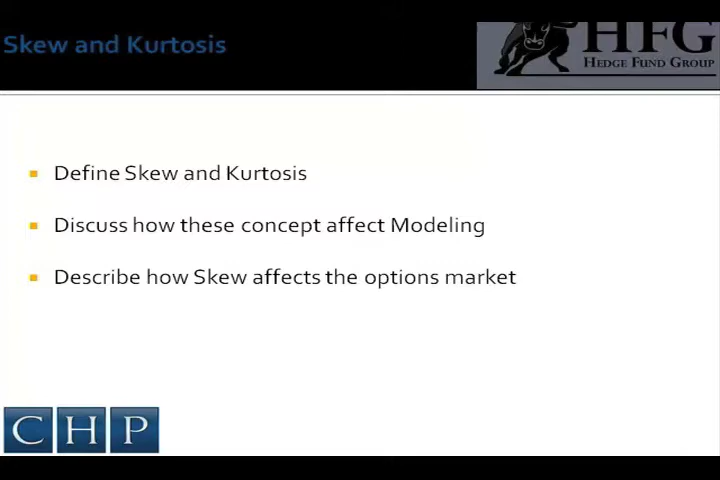 Skew and Kurtosis
HFG
HEDGE FUND GROUP
Define Skew and Kurtosis
Discuss how these concept affect Modeling
Describe how Skew affects the options market
C H P